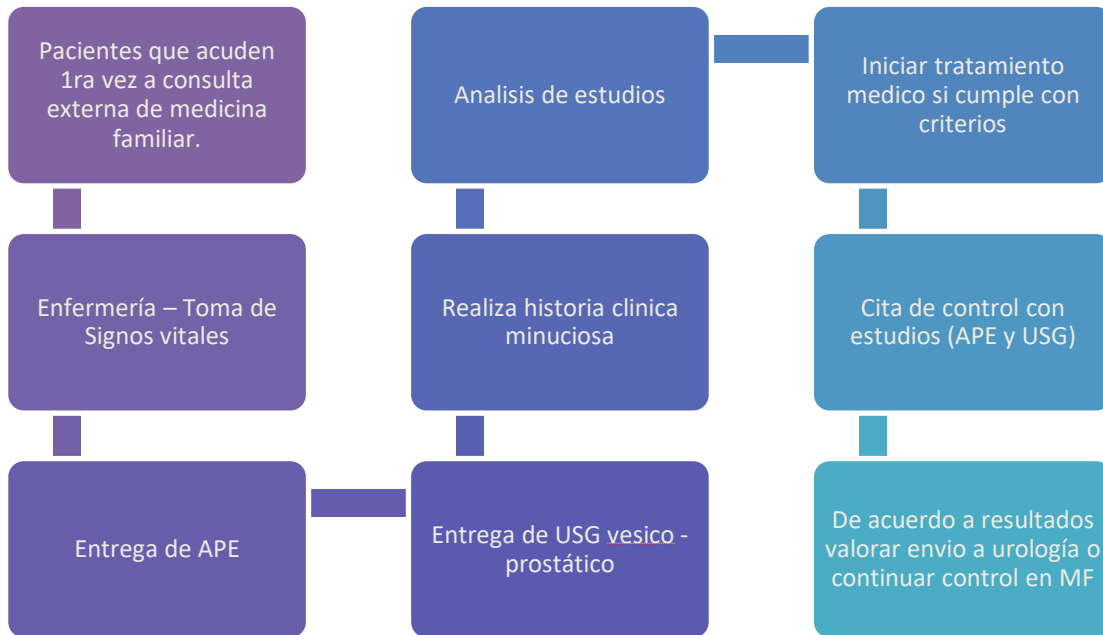 Pacientes que acuden
1ra vez a consulta
externa de medicina
familiar.
Enfermería – Toma de
Signos vitales
Entrega de APE
Entrega de USG vesico -
prostático
Realiza historia clinica
minuciosa
Analisis de estudios
Iniciar tratamiento
medico si cumple con
criterios
Cita de control con
estudios (APE y USG)
De acuerdo a resultados
valorar envio a urología o
continuar control en MF